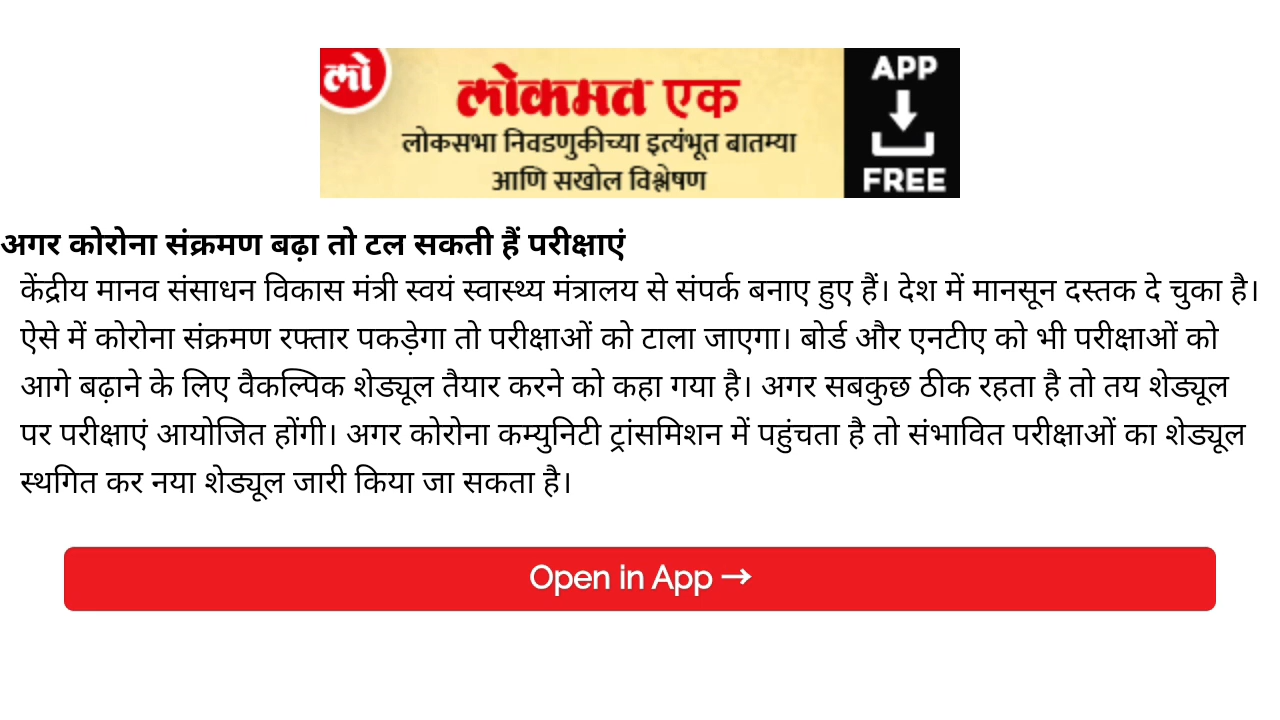 लो
लोकमत एक
लोकसभा निवडणुकीच्या इत्यंभूत बातम्या
आणि सखोल विश्लेषण
APP
FREE
अगर कोरोना संक्रमण बढ़ा तो टल सकती हैं परीक्षाएं
केंद्रीय मानव संसाधन विकास मंत्री स्वयं स्वास्थ्य मंत्रालय से संपर्क बनाए हुए हैं। देश में मानसून दस्तक दे चुका है।
ऐसे में कोरोना संक्रमण रफ्तार पकड़ेगा तो परीक्षाओं को टाला जाएगा। बोर्ड और एनटीए को भी परीक्षाओं को
आगे बढ़ाने के लिए वैकल्पिक शेड्यूल तैयार करने को कहा गया है। अगर सबकुछ ठीक रहता है तो तय शेड्यूल
पर परीक्षाएं आयोजित होंगी। अगर कोरोना कम्युनिटी ट्रांसमिशन में पहुंचता है तो संभावित परीक्षाओं का शेड्यूल
स्थगित कर नया शेड्यूल जारी किया जा सकता है।
Open in App →